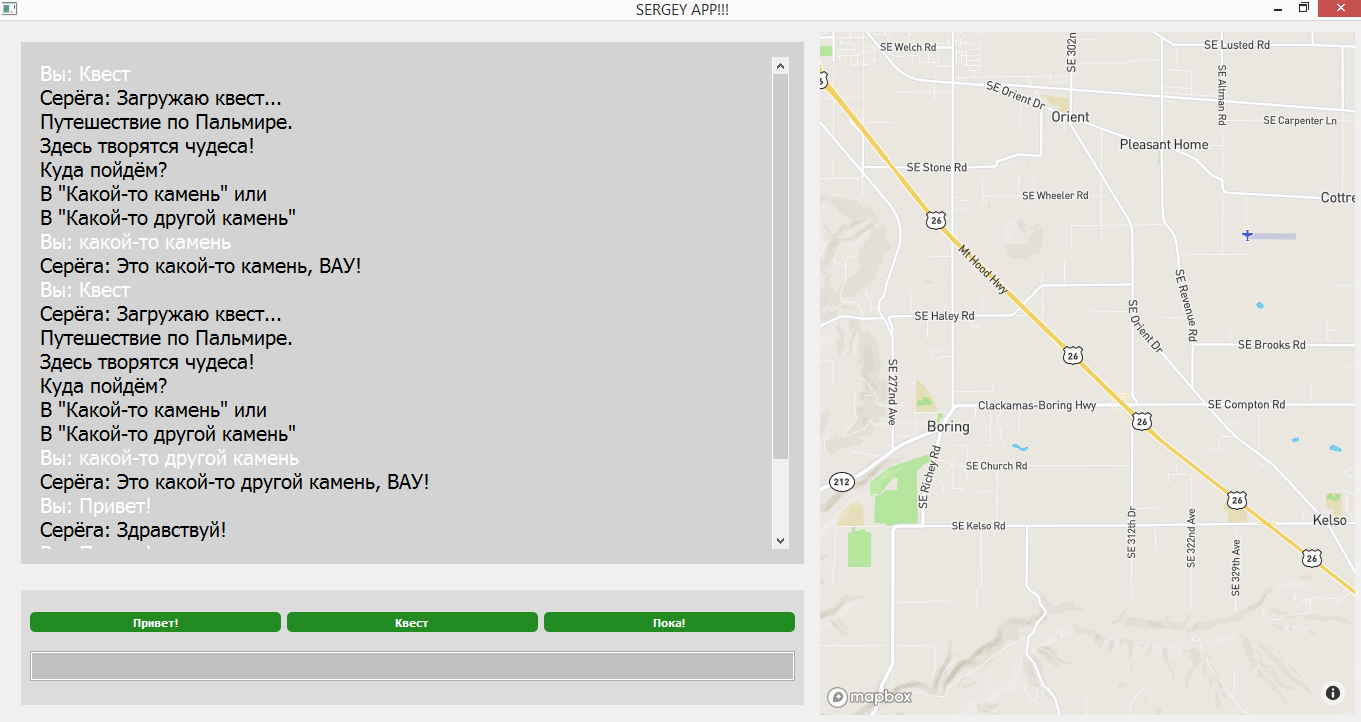 SERGEY APP!!!
Вы: Квест
Серёга: Загружаю квест...
Путешествие по Пальмире.
Здесь творятся чудеса!
Куда пойдём?
В "Какой-то камень" или
В "Какой-то другой камень"
Вы: какой-то камень
Серёга: Это какой-то камень, ВАУ!
Вы: Квест
Серёга: Загружаю квест...
Путешествие по Пальмире.
Здесь творятся чудеса!
Куда пойдём?
В "Какой-то камень" или
В "Какой-то другой камень"
Вы: какой-то другой камень
Серёга: Это какой-то другой камень, ВАУ!
Вы: Привет!
Серёга: Здравствуй!
Привет!
Квест
Пока!
SE Welch Rd
SE 302n
SE Lusted Rd
SE Orient Dr
SE Altman Rd
Orient
SE Carpenter Ln
Pleasant Home
SE Stone Rd
SE Wheeler Rd
Cottre
26
Mt Hood Hwy
SE Revenue Rd
SE Haley Rd
SE Orient Dr
SE Brooks Rd
26
SE 272nd Ave
Clackamas-Boring Hwy
SE Compton Rd
26
Boring
SE Church Rd
SE Richey Rd
212
26
SE Kelso Rd
Kelso
SE 312th Dr
SE 322nd Ave
SE 329th Ave
26
mapbox